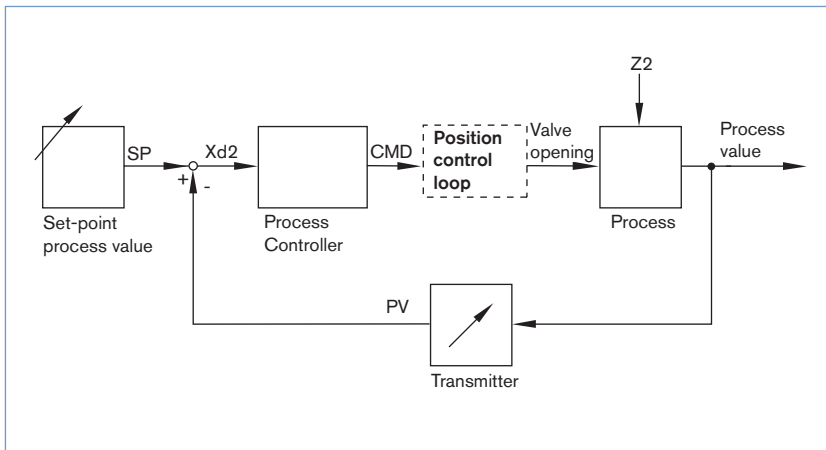 Z2
SP
+
-
Xd2
CMD
Position
control
loop
Valve
opening
Process
value
Set-point
process value
Process
Controller
Process
PV
Transmitter